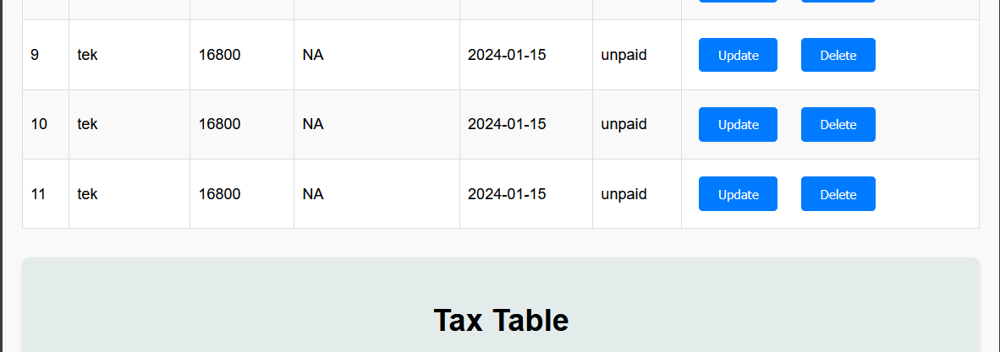 9 tek 16800 NA 2024-01-15 unpaid Update Delete
10 tek 16800 NA 2024-01-15 unpaid Update Delete
11 tek 16800 NA 2024-01-15 unpaid Update Delete
Tax Table